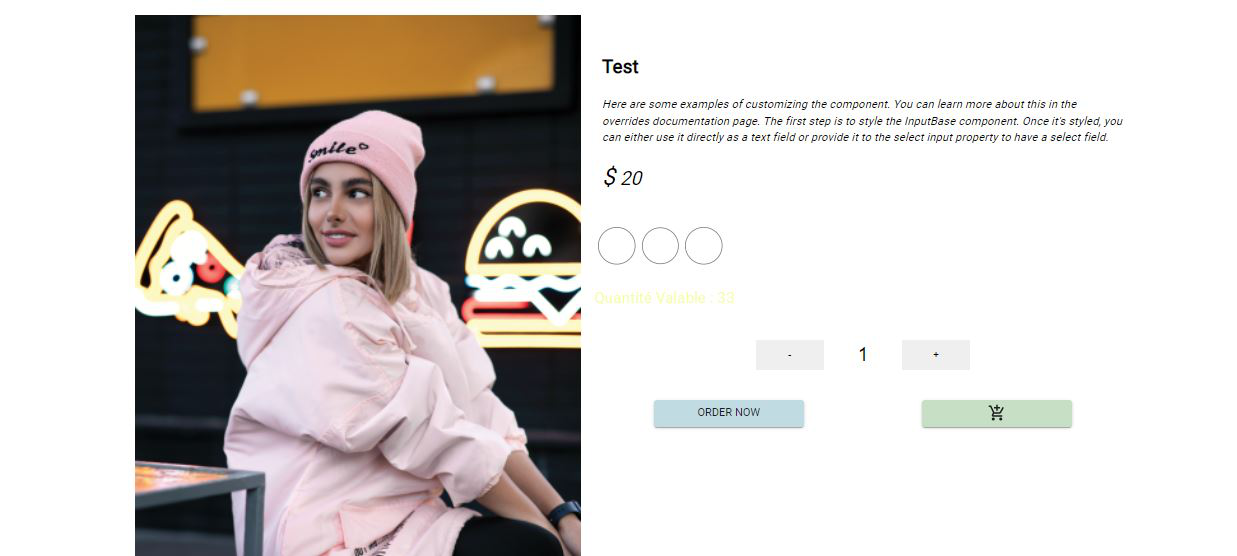 smile
Test
Here are some examples of customizing the component. You can learn more about this in the
overrides documentation page. The first step is to style the InputBase component. Once it's styled, you
can either use it directly as a text field or provide it to the select input property to have a select field.
$ 20
Quantité Valable : 33
- 1 +
ORDER NOW